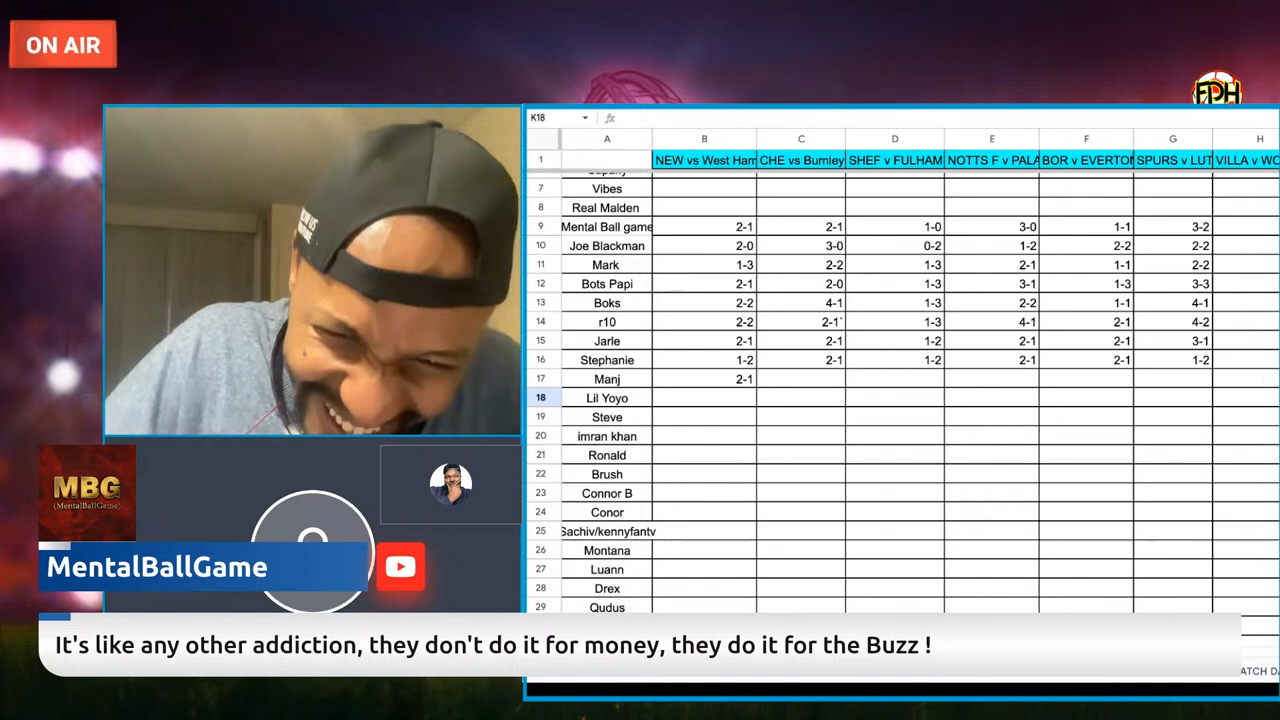 ON AIR
FPH
K18 fx
A B C D E F G H
1 NEW vs West Ham CHE vs Burnley SHEF v FULHAM NOTTS F v PALA BOR v EVERTON SPURS v LUT VILLA v WO
7 Vibes
8 Real Malden
9 Mental Ball game 2-1 2-1 1-0 3-0 1-1 3-2
10 Joe Blackman 2-0 3-0 0-2 1-2 2-2 2-2
11 Mark 1-3 2-2 1-3 2-1 1-1 2-2
12 Bots Papi 2-1 2-0 1-3 3-1 1-3 3-3
13 Boks 2-2 4-1 1-3 2-2 1-1 4-1
14 r10 2-2 2-1` 1-3 4-1 2-1 4-2
15 Jarle 2-1 2-1 1-2 2-1 2-1 3-1
16 Stephanie 1-2 2-1 1-2 2-1 2-1 1-2
17 Manj 2-1
18 Lil Yoyo
19 Steve
20 imran khan
21 Ronald
22 Brush
23 Connor B
24 Conor
25 Sachiv/kennyfantv
26 Montana
27 Luann
28 Drex
29 Qudus
MBG
(MentalBallGame)
MentalBallGame
It's like any other addiction, they don't do it for money, they do it for the Buzz !
ATCH DA